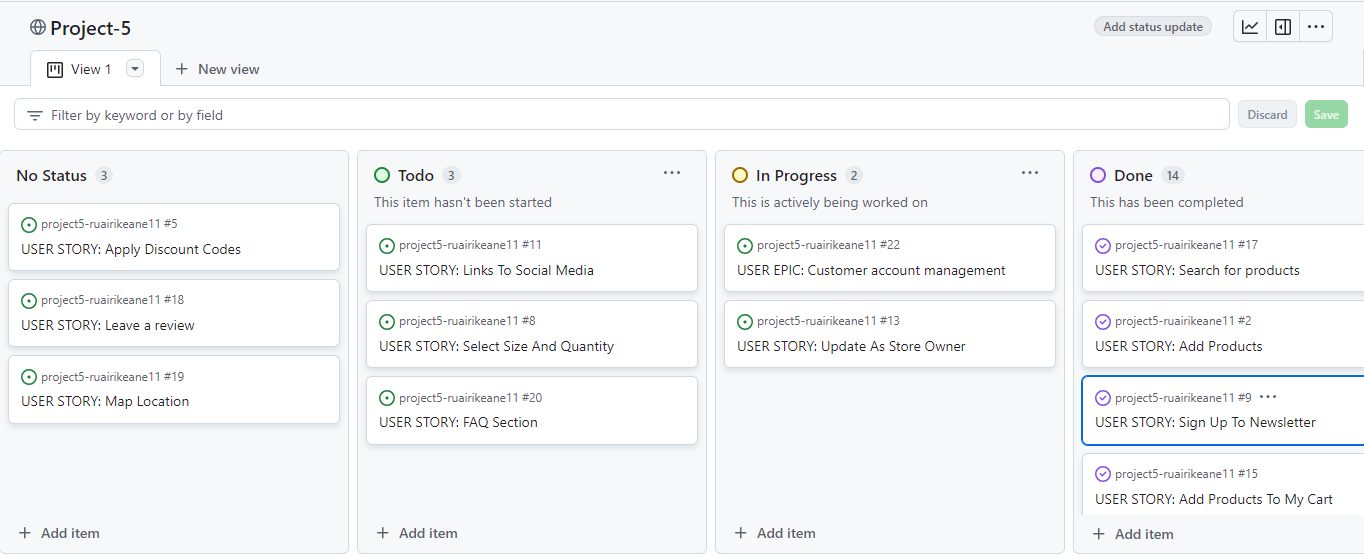 Project-5
Add status update
View 1
New view
Filter by keyword or by field
Discard
Save
No Status 3
project5-ruairikeane11 #5
USER STORY: Apply Discount Codes
project5-ruairikeane11 #18
USER STORY: Leave a review
project5-ruairikeane11 #19
USER STORY: Map Location
+ Add item
Todo 3
This item hasn't been started
project5-ruairikeane11 #11
USER STORY: Links To Social Media
project5-ruairikeane11 #8
USER STORY: Select Size And Quantity
project5-ruairikeane11 #20
USER STORY: FAQ Section
+ Add item
In Progress 2
This is actively being worked on
project5-ruairikeane11 #22
USER EPIC: Customer account management
project5-ruairikeane11 #13
USER STORY: Update As Store Owner
+ Add item
Done 14
This has been completed
project5-ruairikeane11 #17
USER STORY: Search for products
project5-ruairikeane11 #2
USER STORY: Add Products
project5-ruairikeane11 #9
USER STORY: Sign Up To Newsletter
project5-ruairikeane11 #15
USER STORY: Add Products To My Cart
+ Add item